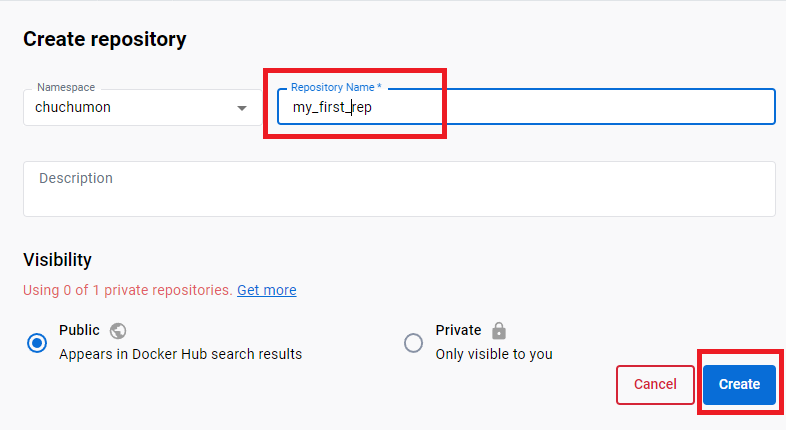 Create repository
Namespace
chuchumon
Repository Name *
my_first_rep
Description
Visibility
Using 0 of 1 private repositories. Get more
Public
Appears in Docker Hub search results
Private
Only visible to you
Cancel
Create